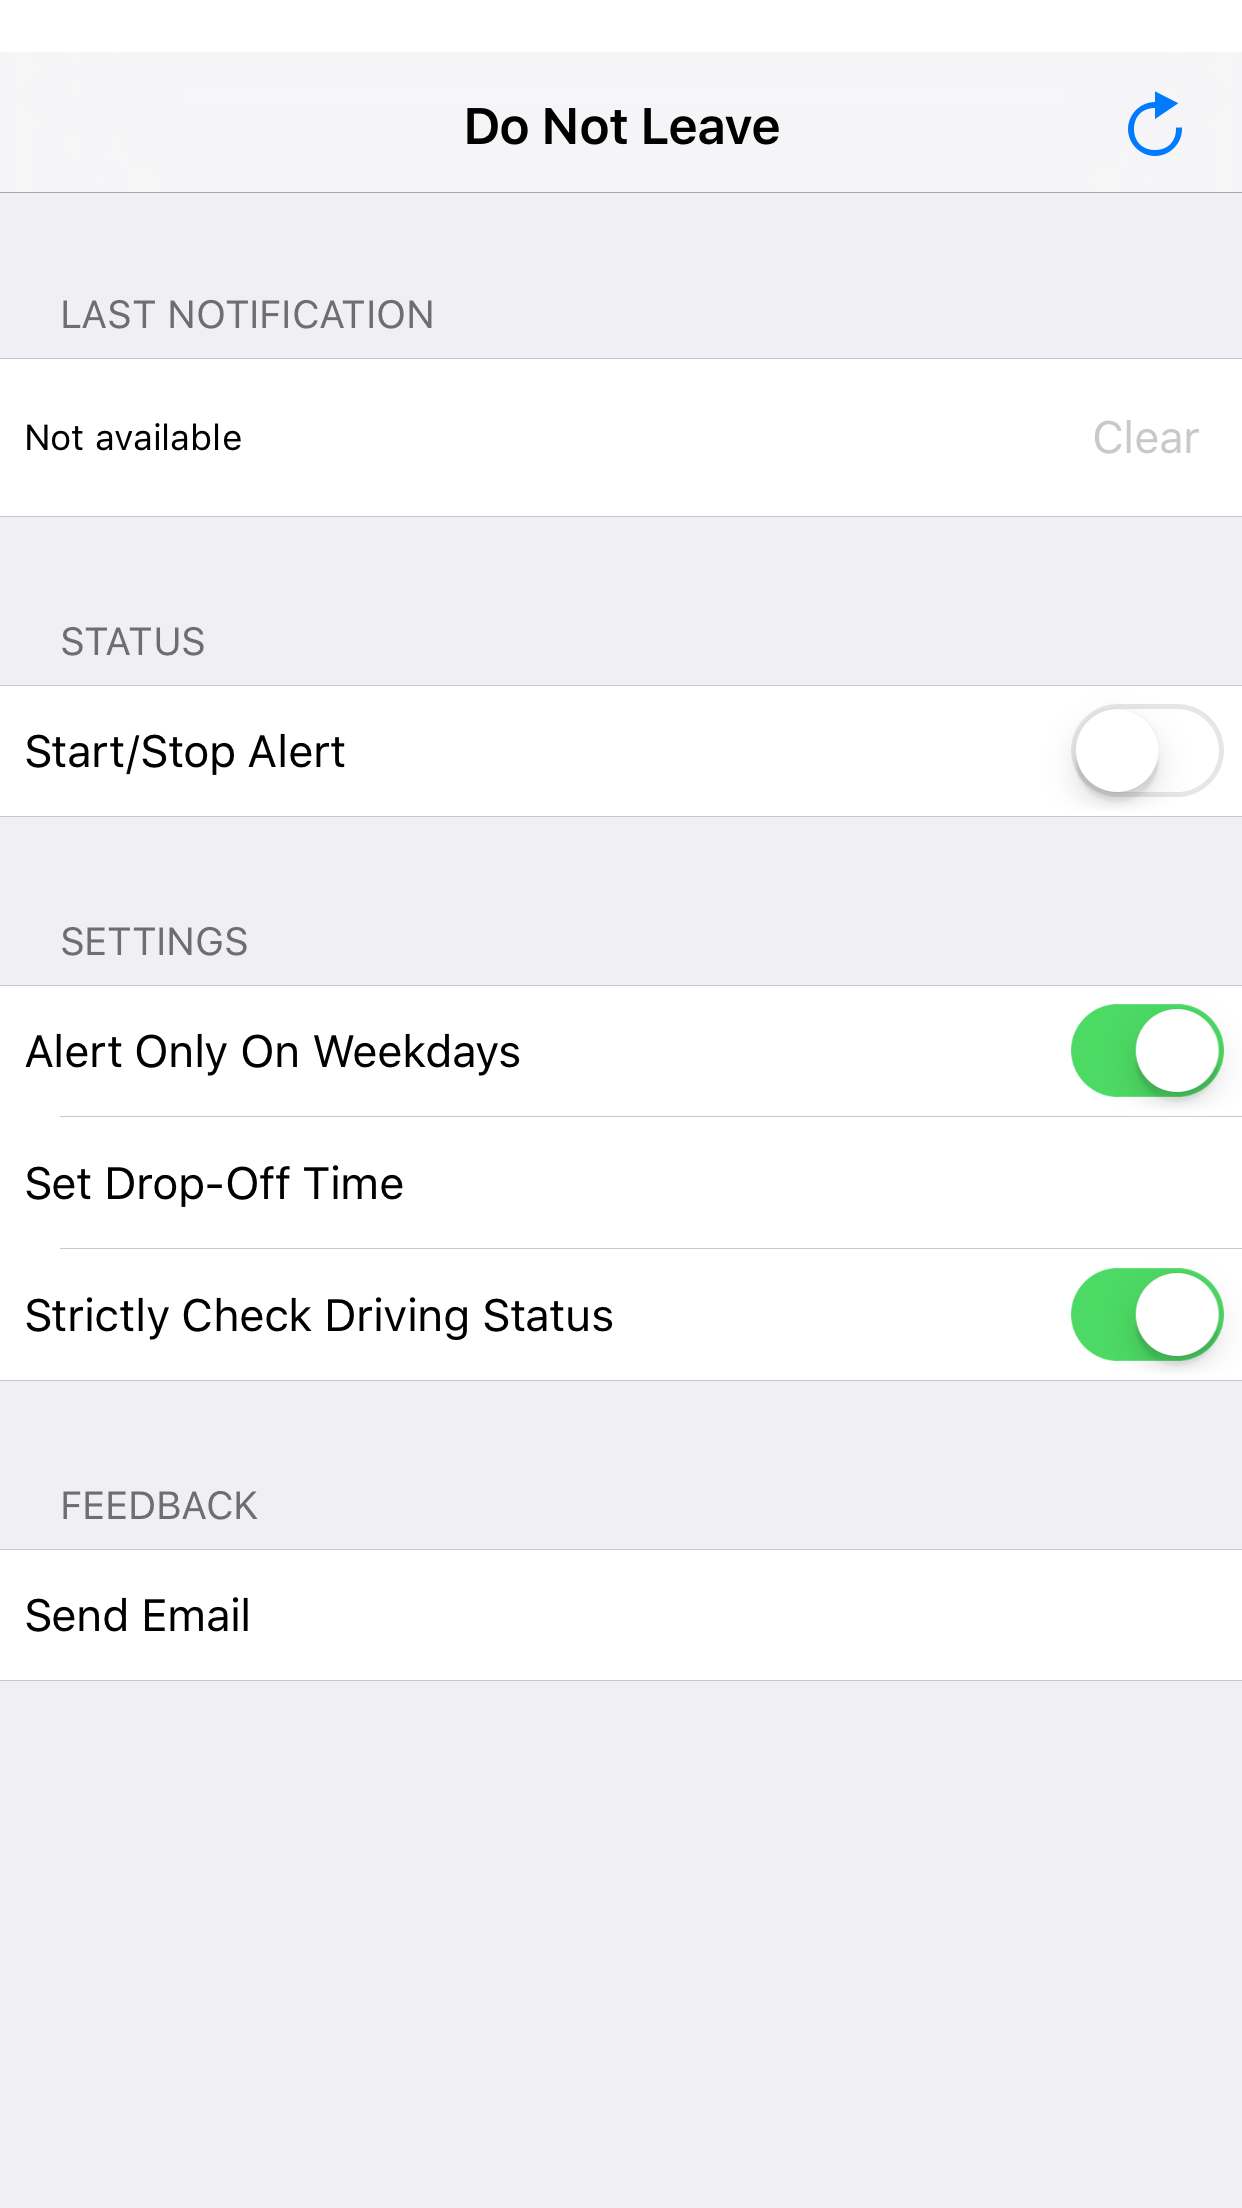 Do Not Leave
LAST NOTIFICATION
Not available
Clear
STATUS
Start/Stop Alert
SETTINGS
Alert Only On Weekdays
Set Drop-Off Time
Strictly Check Driving Status
FEEDBACK
Send Email